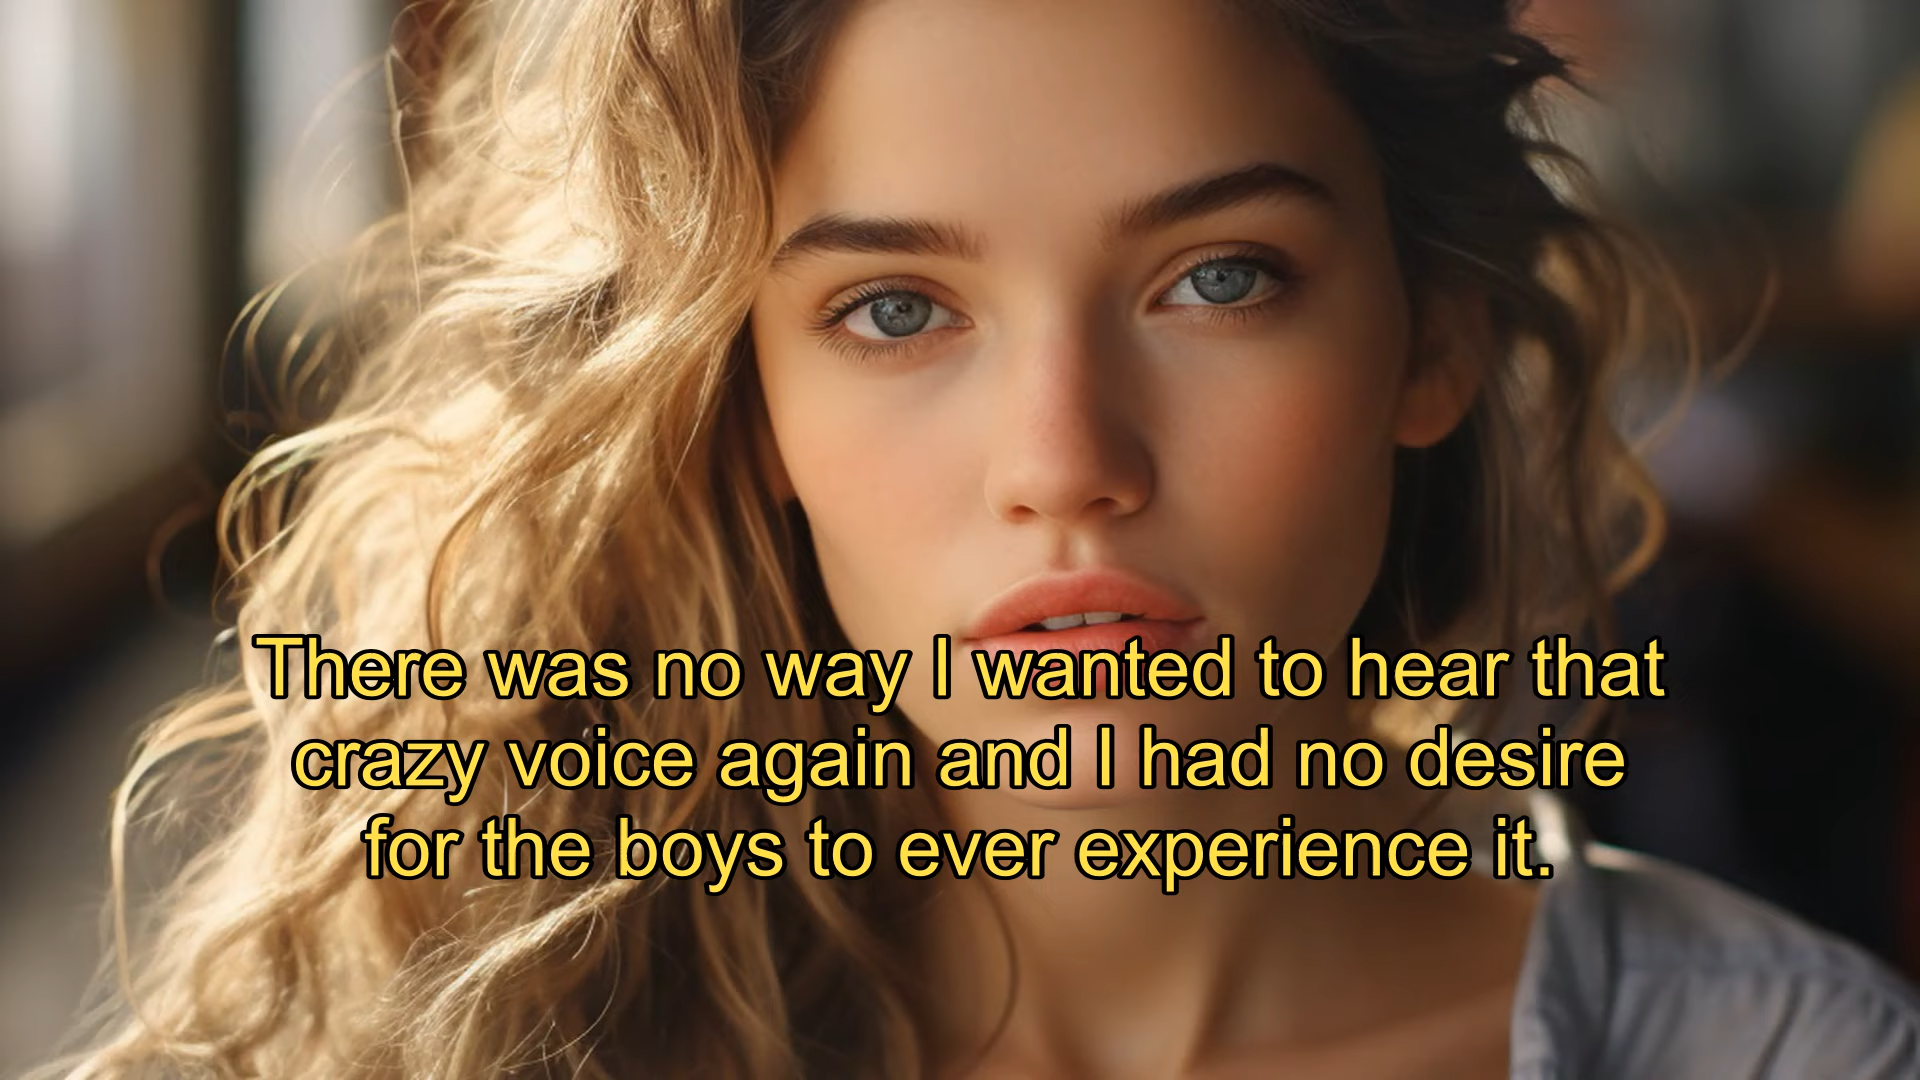 There was no way I wanted to hear that
crazy voice again and I had no desire
for the boys to ever experience it.